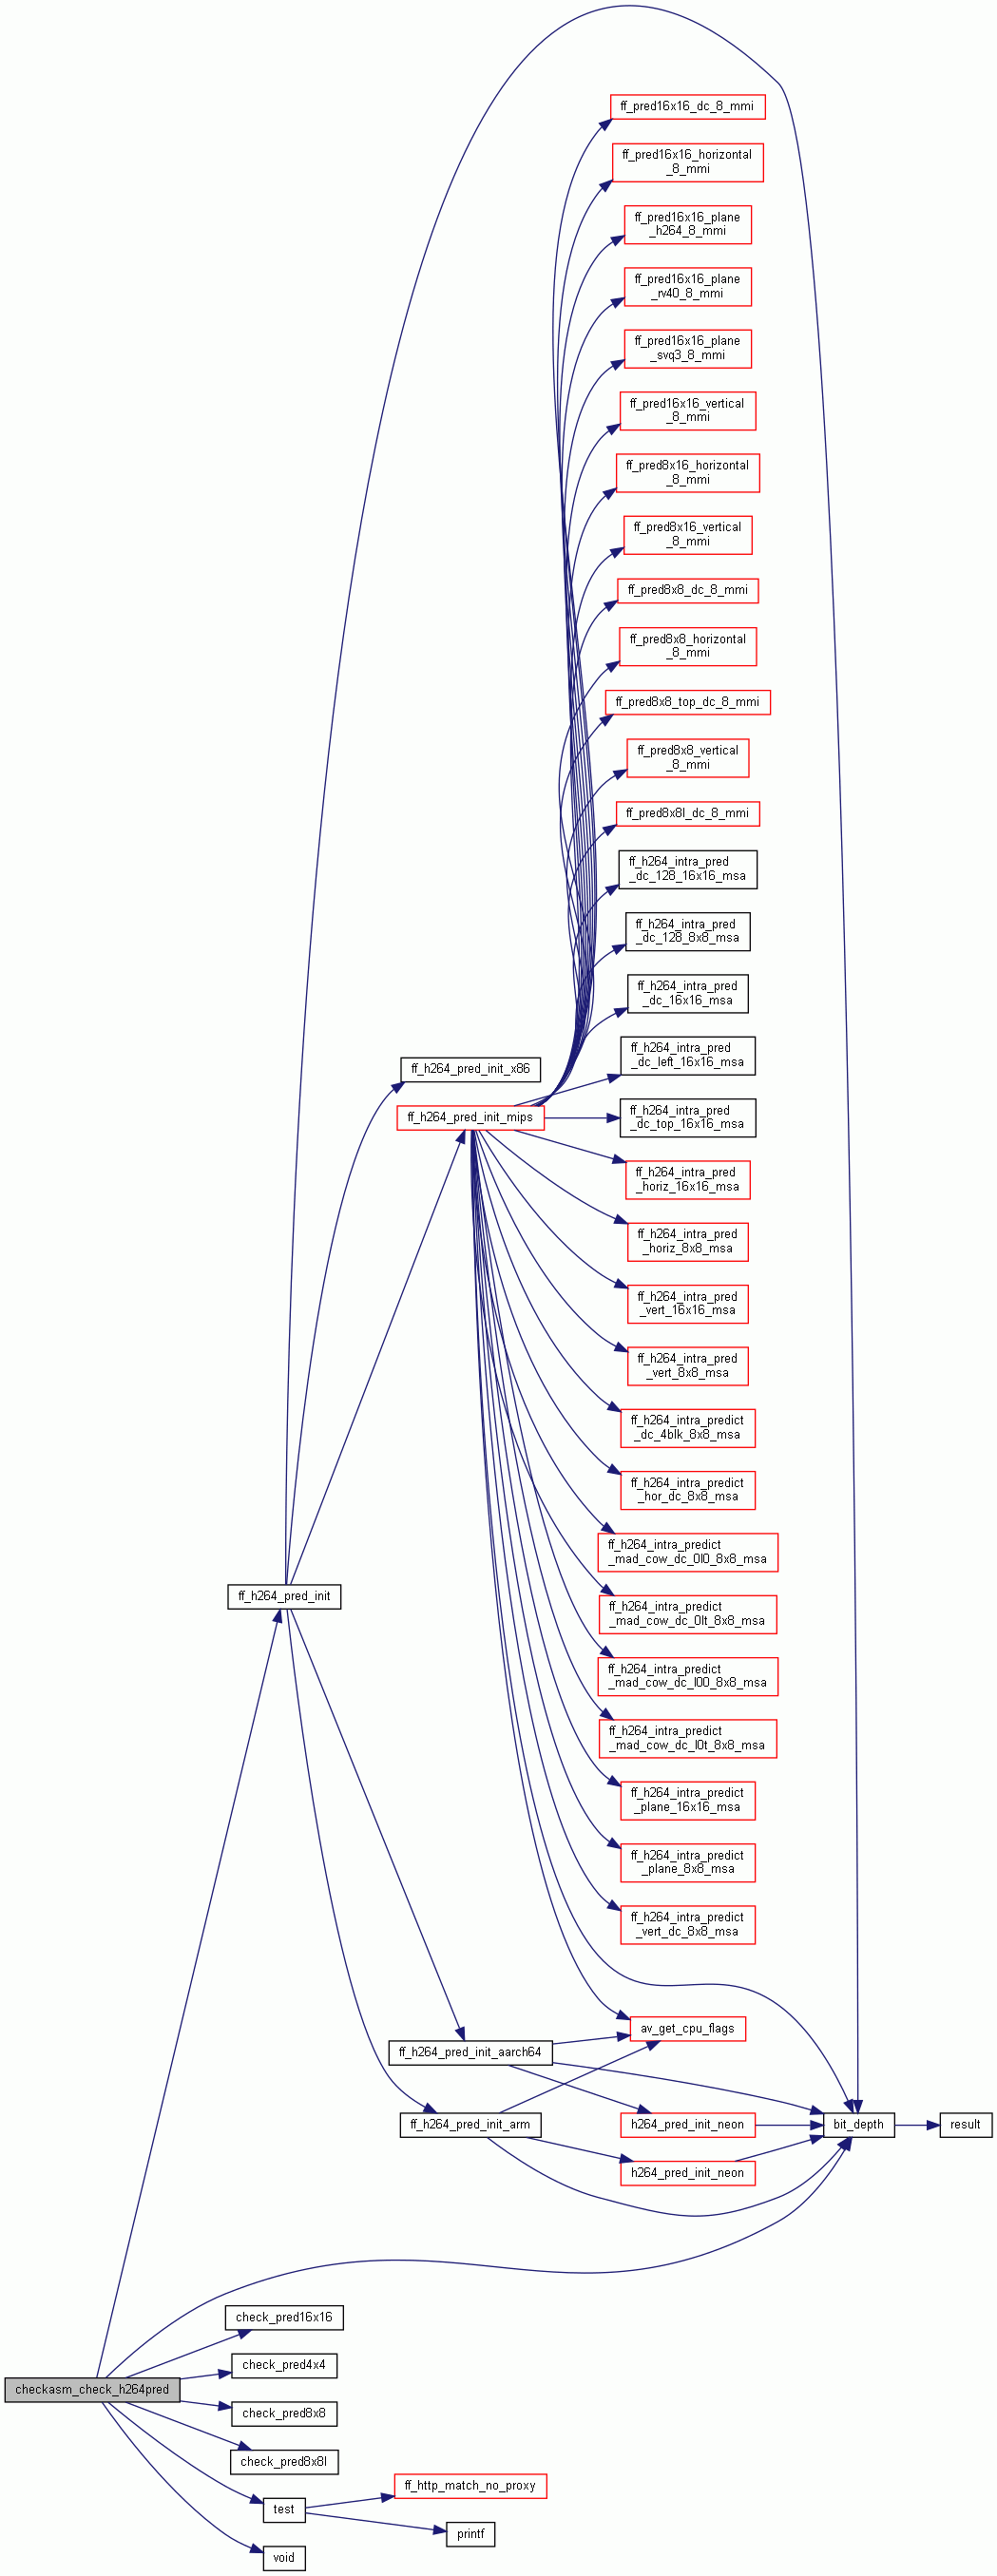 ff_pred16x16_dc_8_mmi
ff_pred16x16_horizontal
_8_mmi
ff_pred16x16_plane
_h264_8_mmi
ff_pred16x16_plane
_rv40_8_mmi
ff_pred16x16_plane
_svq3_8_mmi
ff_pred16x16_vertical
_8_mmi
ff_pred8x16_horizontal
_8_mmi
ff_pred8x16_vertical
_8_mmi
ff_pred8x8_dc_8_mmi
ff_pred8x8_horizontal
_8_mmi
ff_pred8x8_top_dc_8_mmi
ff_pred8x8_vertical
_8_mmi
ff_pred8x8l_dc_8_mmi
ff_h264_intra_pred
_dc_128_16x16_msa
ff_h264_intra_pred
_dc_128_8x8_msa
ff_h264_intra_pred
_dc_16x16_msa
ff_h264_intra_pred
_dc_left_16x16_msa
ff_h264_pred_init_x86
ff_h264_pred_init_mips
ff_h264_intra_pred
_dc_top_16x16_msa
ff_h264_intra_pred
_horiz_16x16_msa
ff_h264_intra_pred
_horiz_8x8_msa
ff_h264_intra_pred
_vert_16x16_msa
ff_h264_intra_pred
_vert_8x8_msa
ff_h264_intra_predict
_dc_4blk_8x8_msa
ff_h264_intra_predict
_hor_dc_8x8_msa
ff_h264_intra_predict
_mad_cow_dc_0l0_8x8_msa
ff_h264_pred_init
ff_h264_intra_predict
_mad_cow_dc_0lt_8x8_msa
ff_h264_intra_predict
_mad_cow_dc_l00_8x8_msa
ff_h264_intra_predict
_mad_cow_dc_l0t_8x8_msa
ff_h264_intra_predict
_plane_16x16_msa
ff_h264_intra_predict
_plane_8x8_msa
ff_h264_intra_predict
_vert_dc_8x8_msa
av_get_cpu_flags
ff_h264_pred_init_aarch64
ff_h264_pred_init_arm
h264_pred_init_neon
bit_depth
result
h264_pred_init_neon
check_pred16x16
check_pred4x4
checkasm_check_h264pred
check_pred8x8
check_pred8x8l
ff_http_match_no_proxy
test
printf
void